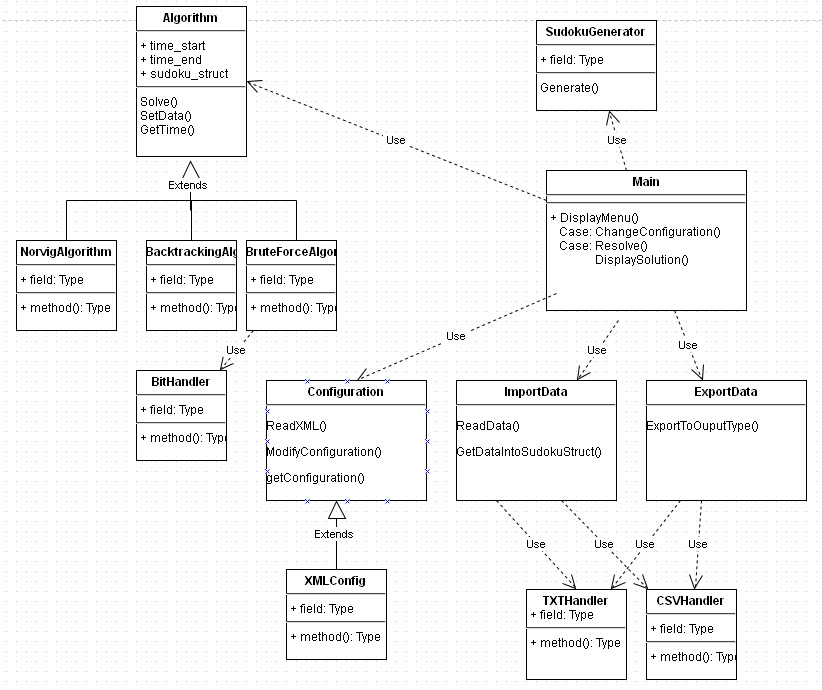 Algorithm
+ time_start
+ time_end
+ sudoku_struct
Solve()
SetData()
GetTime()
SudokuGenerator
+ field: Type
Generate()
Use
Use
Main
+ DisplayMenu()
Case: ChangeConfiguration()
Case: Resolve()
DisplaySolution()
Extends
NorvigAlgorithm
+ field: Type
+ method(): Type
BacktrackingAlg
+ field: Type
+ method(): Typ
BruteForceAlgor
+ field: Type
+ method(): Typ
Use
Use
Use
Use
BitHandler
+ field: Type
+ method(): Typ
Configuration
ReadXML()
ModifyConfiguration()
getConfiguration()
ImportData
ReadData()
GetDataIntoSudokuStruct()
ExportData
ExportToOuputType()
Extends
Use
Use
Use
Use
XMLConfig
+ field: Type
+ method(): Type
TXTHandler
+ field: Type
+ method(): Type
CSVHandler
+ field: Type
+ method(): Typ